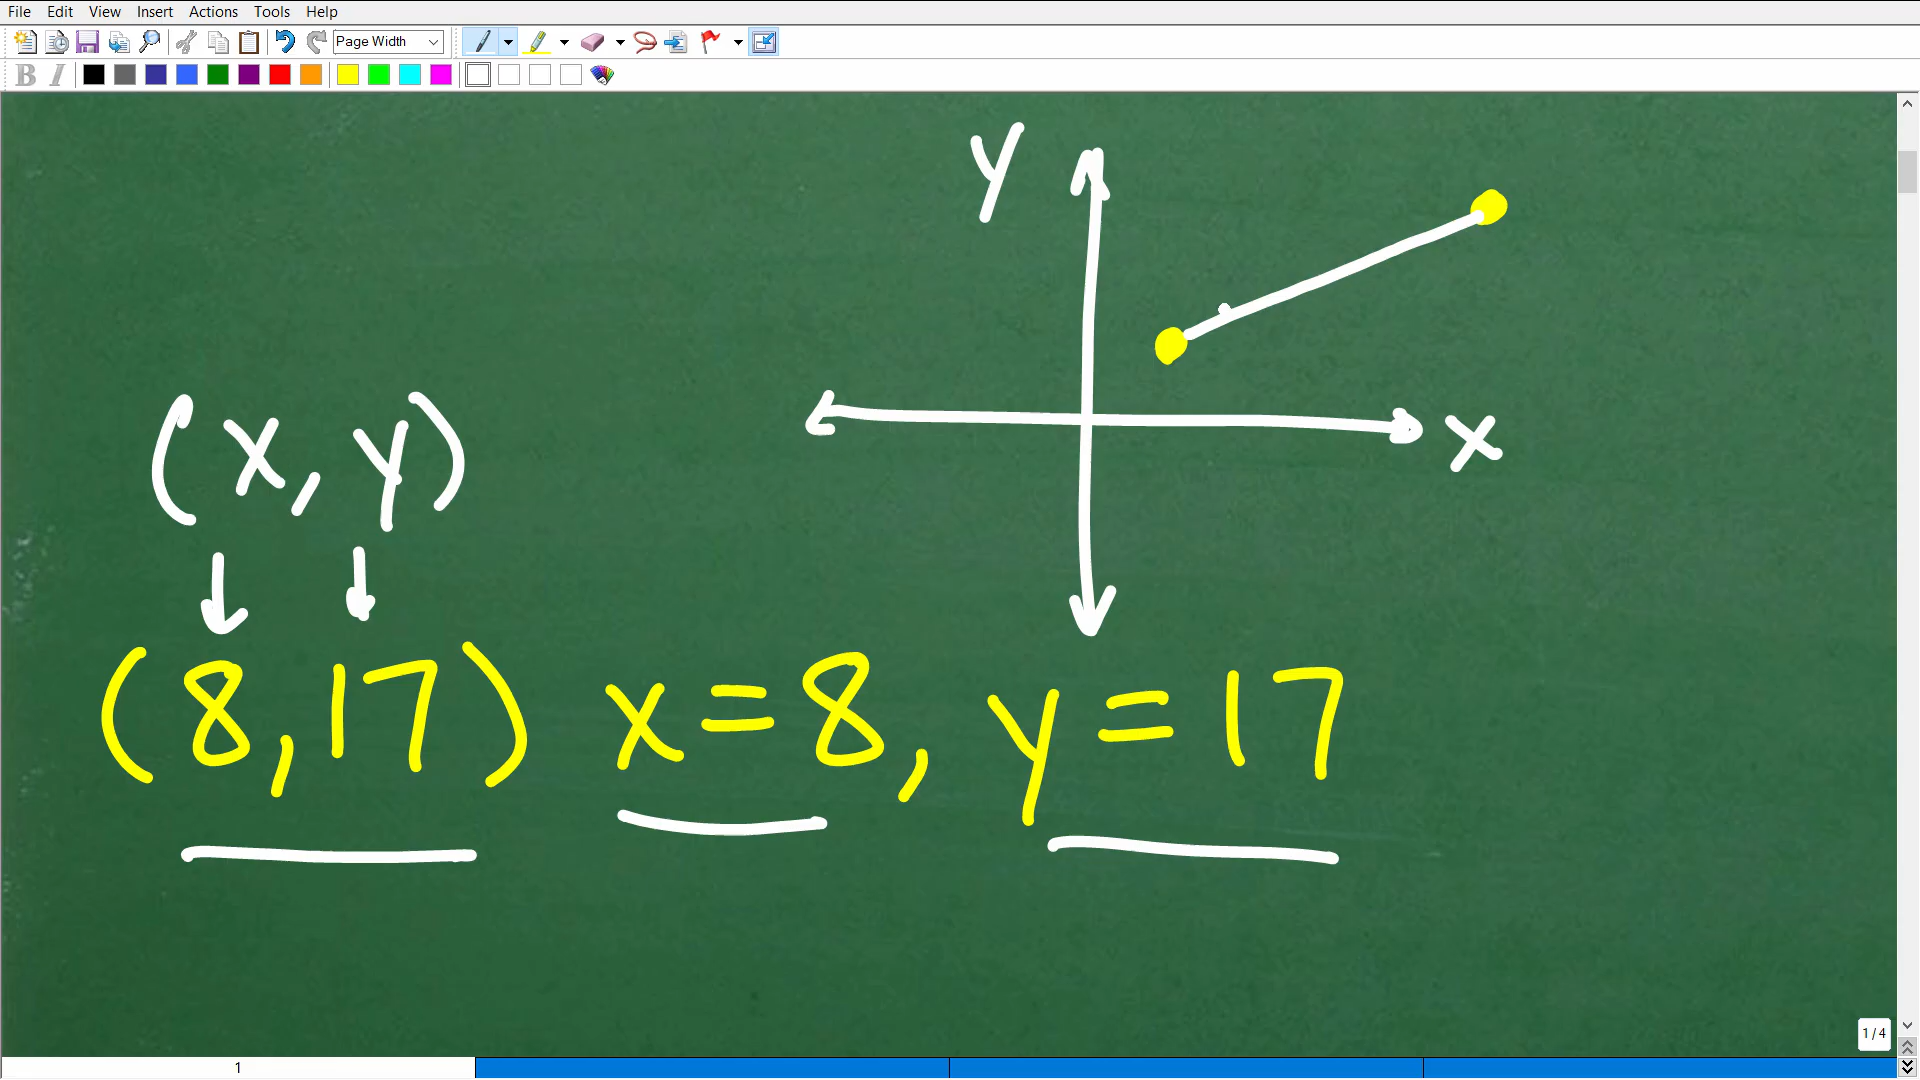 File Edit View Insert Actions Tools Help
Page Width
B I
y
x
(x, y)
(8,17) x=8, y=17
1 / 4
1